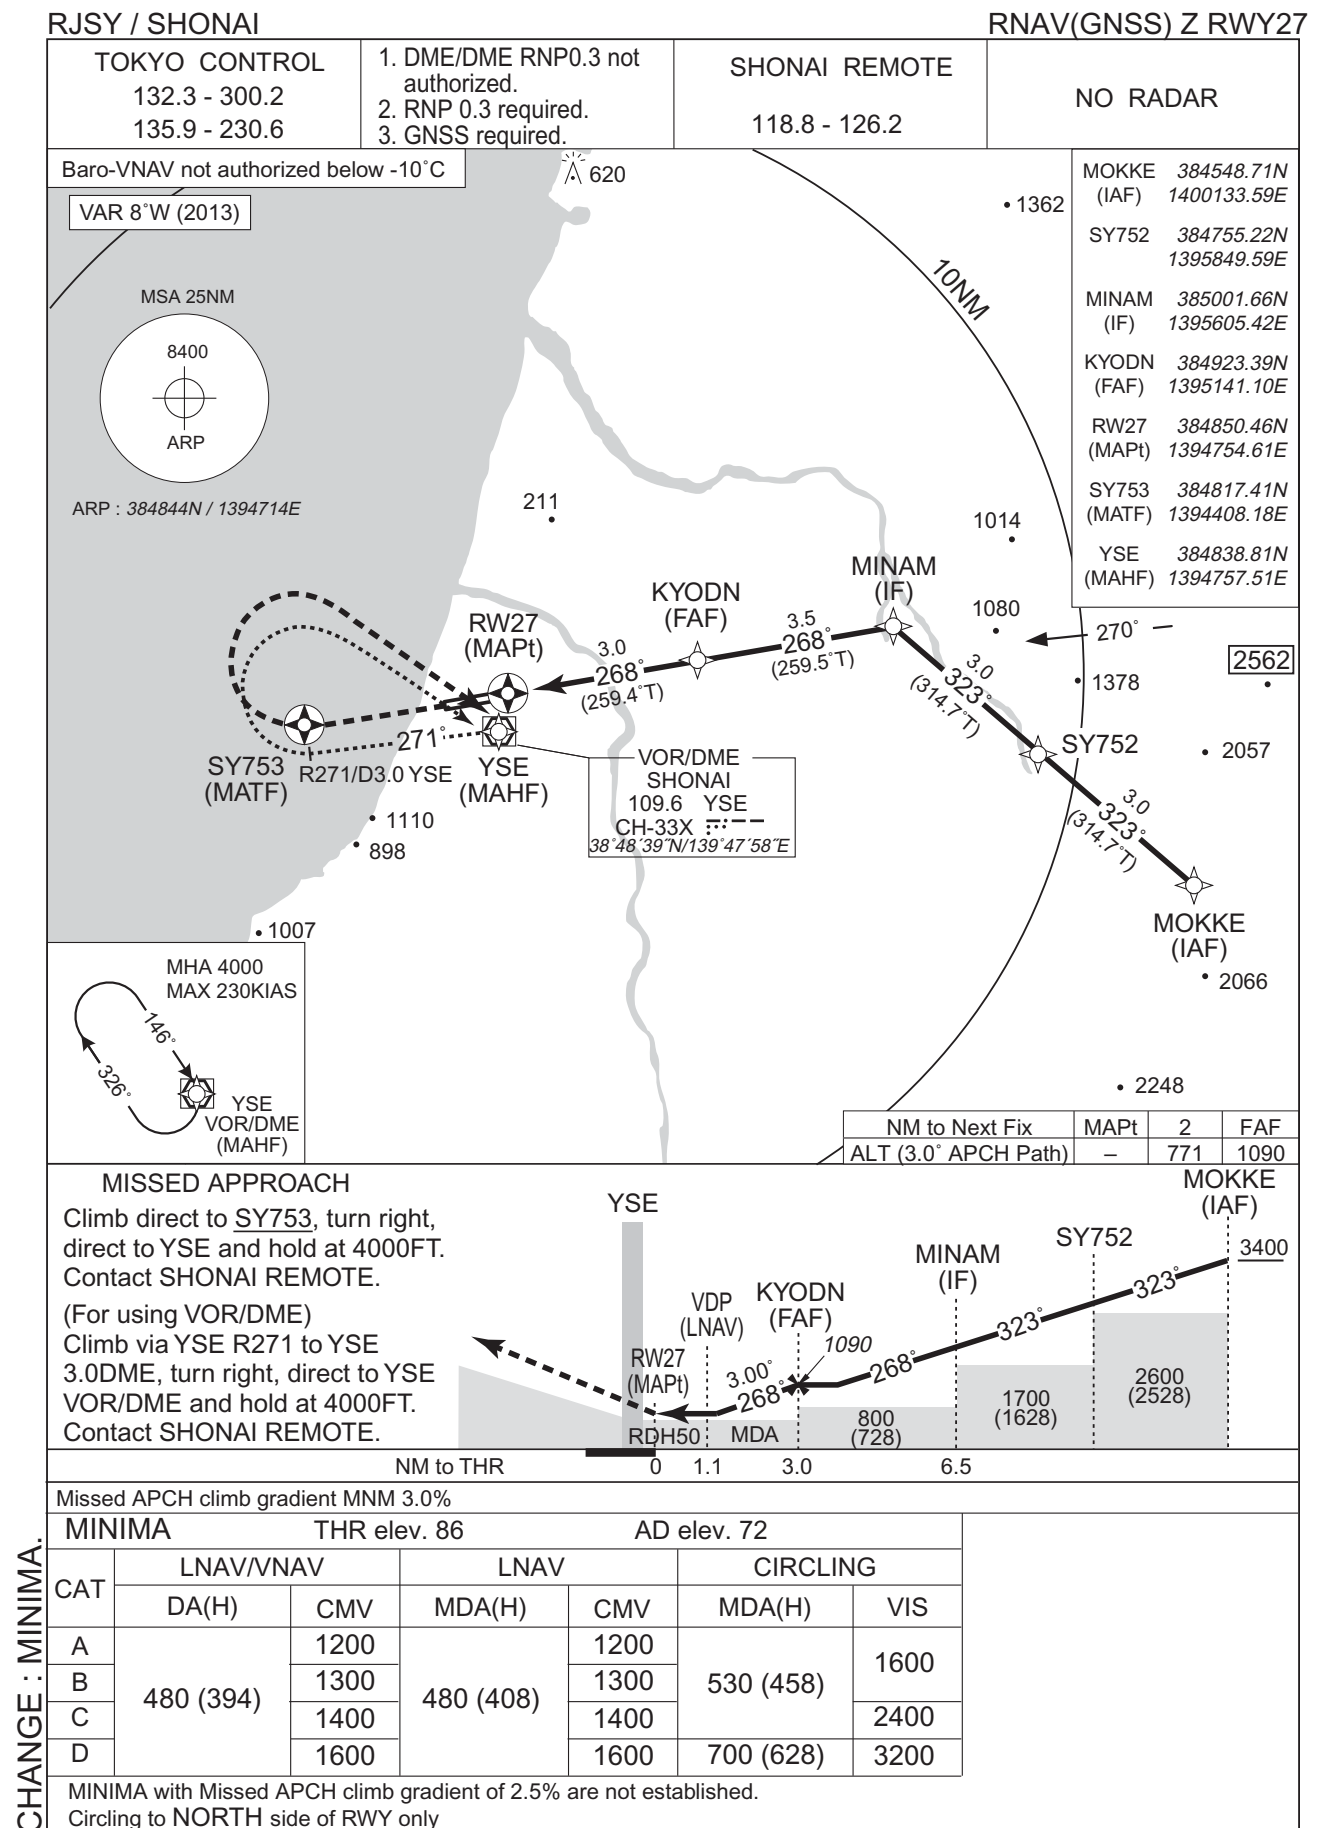 RJSY / SHONAI
RNAV(GNSS) Z RWY27
TOKYO CONTROL
132.3 - 300.2
135.9 - 230.6
1. DME/DME RNP0.3 not
authorized.
2. RNP 0.3 required.
3. GNSS required.
SHONAI REMOTE
118.8 - 126.2
NO RADAR
Baro-VNAV not authorized below -10˚C
VAR 8˚W (2013)
MSA 25NM
8400
ARP
ARP : 384844N / 1394714E
620
1362
10NM
MOKKE 384548.71N
(IAF) 1400133.59E
SY752 384755.22N
1395849.59E
MINAM 385001.66N
(IF) 1395605.42E
KYODN 384923.39N
(FAF) 1395141.10E
RW27 384850.46N
(MAPt) 1394754.61E
SY753 384817.41N
(MATF) 1394408.18E
YSE 384838.81N
(MAHF) 1394757.51E
211
1014
MINAM
(IF)
KYODN
(FAF)
RW27
(MAPt)
1080
270˚
3.0
268˚
(259.4˚T)
3.5
268˚
(259.5˚T)
3.0
323˚
(314.7˚T)
2562
1378
2057
SY752
3.0
323˚
(314.7˚T)
MOKKE
(IAF)
2066
2248
271˚
SY753
(MATF)
R271/D3.0 YSE
YSE
(MAHF)
VOR/DME
SHONAI
109.6 YSE
CH-33X
38˚48´39˝N/139˚47´58˝E
1110
898
1007
MHA 4000
MAX 230KIAS
146˚
326˚
YSE
VOR/DME
(MAHF)
NM to Next Fix MAPt 2 FAF
ALT (3.0˚ APCH Path) – 771 1090
MISSED APPROACH
Climb direct to SY753, turn right,
direct to YSE and hold at 4000FT.
Contact SHONAI REMOTE.
(For using VOR/DME)
Climb via YSE R271 to YSE
3.0DME, turn right, direct to YSE
VOR/DME and hold at 4000FT.
Contact SHONAI REMOTE.
YSE
RW27
(MAPt)
VDP
(LNAV)
KYODN
(FAF)
1090
MINAM
(IF)
SY752
MOKKE
(IAF)
3400
3.00˚
268˚
268˚
323˚
323˚
RDH50
MDA
800
(728)
1700
(1628)
2600
(2528)
NM to THR 0 1.1 3.0 6.5
Missed APCH climb gradient MNM 3.0%
MINIMA THR elev. 86 AD elev. 72
CAT LNAV/VNAV LNAV CIRCLING
DA(H) CMV MDA(H) CMV MDA(H) VIS
A 480 (394) 1200 480 (408) 1200 530 (458) 1600
B 1300 1300
C 1400 1400 2400
D 1600 1600 700 (628) 3200
MINIMA with Missed APCH climb gradient of 2.5% are not established.
Circling to NORTH side of RWY only
CHANGE : MINIMA.